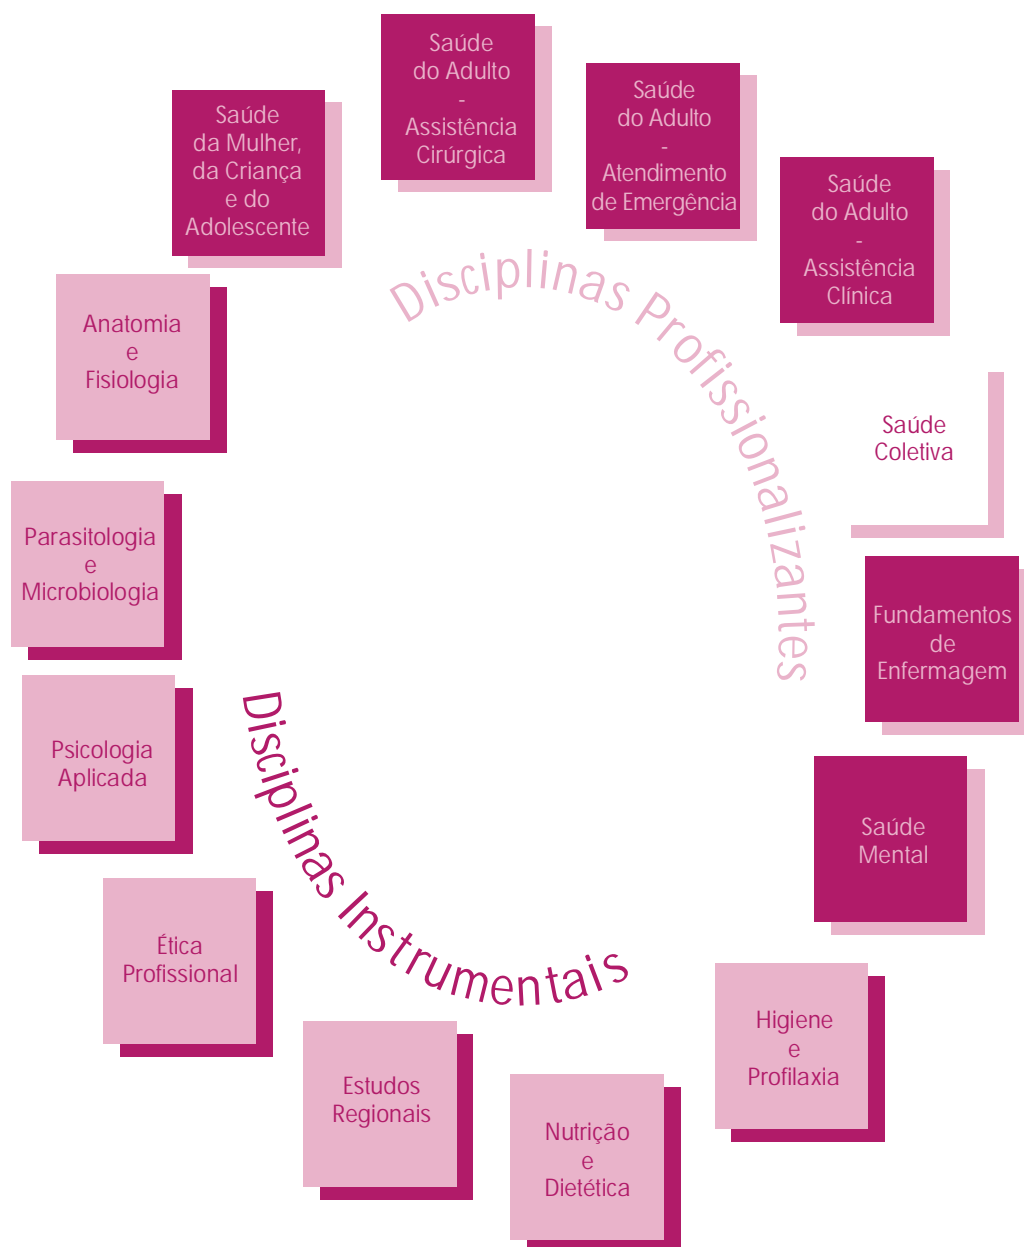 Saúde
do Adulto
-
Assistência
Cirúrgica
Saúde
do Adulto
-
Atendimento
de Emergência
Saúde
da Mulher,
da Criança
e do
Adolescente
Saúde
do Adulto
-
Assistência
Clínica
Disciplinas Profissionalizantes
Anatomia
e
Fisiologia
Saúde
Coletiva
Parasitologia
e
Microbiologia
Fundamentos
de
Enfermagem
Disciplinas Instrumentais
Psicologia
Aplicada
Saúde
Mental
Ética
Profissional
Higiene
e
Profilaxia
Estudos
Regionais
Nutrição
e
Dietética